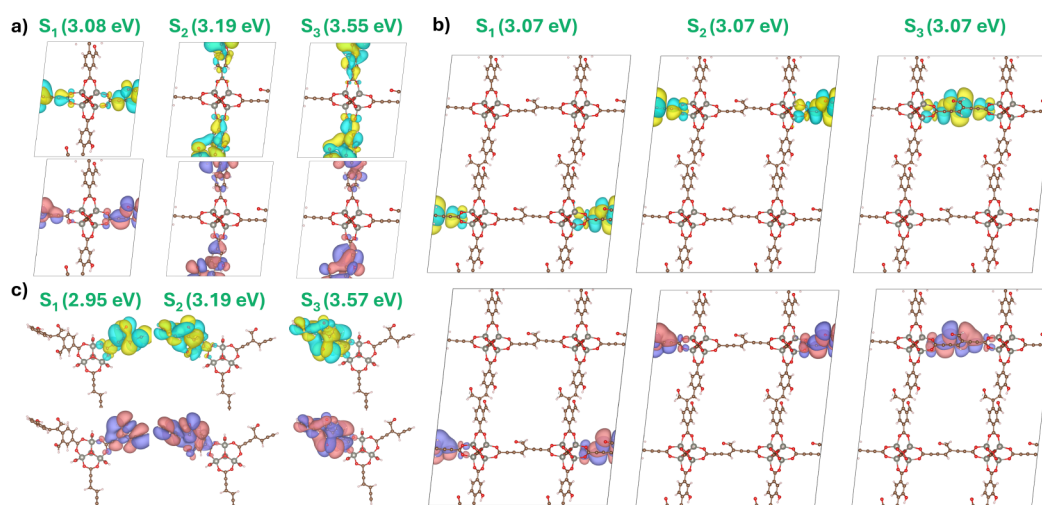 a)
S₁ (3.08 eV)
S₂ (3.19 eV)
S₃ (3.55 eV)
b)
S₁ (3.07 eV)
S₂ (3.07 eV)
S₃ (3.07 eV)
c)
S₁ (2.95 eV)
S₂ (3.19 eV)
S₃ (3.57 eV)